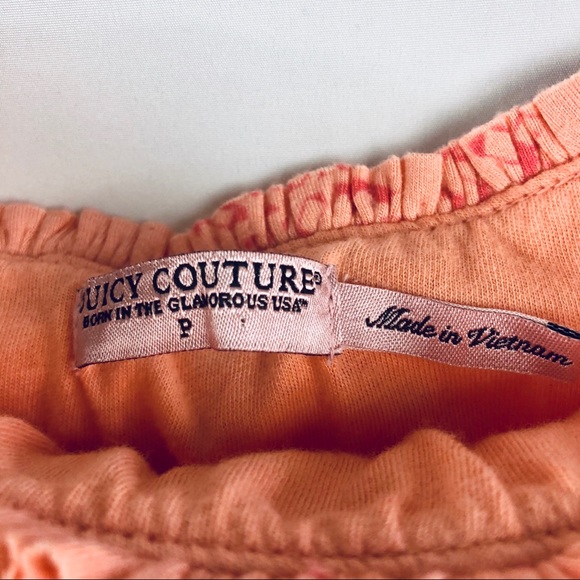 JUICY COUTURE®
BORN IN THE GLAMOROUS USA™
P
Made in Vietnam